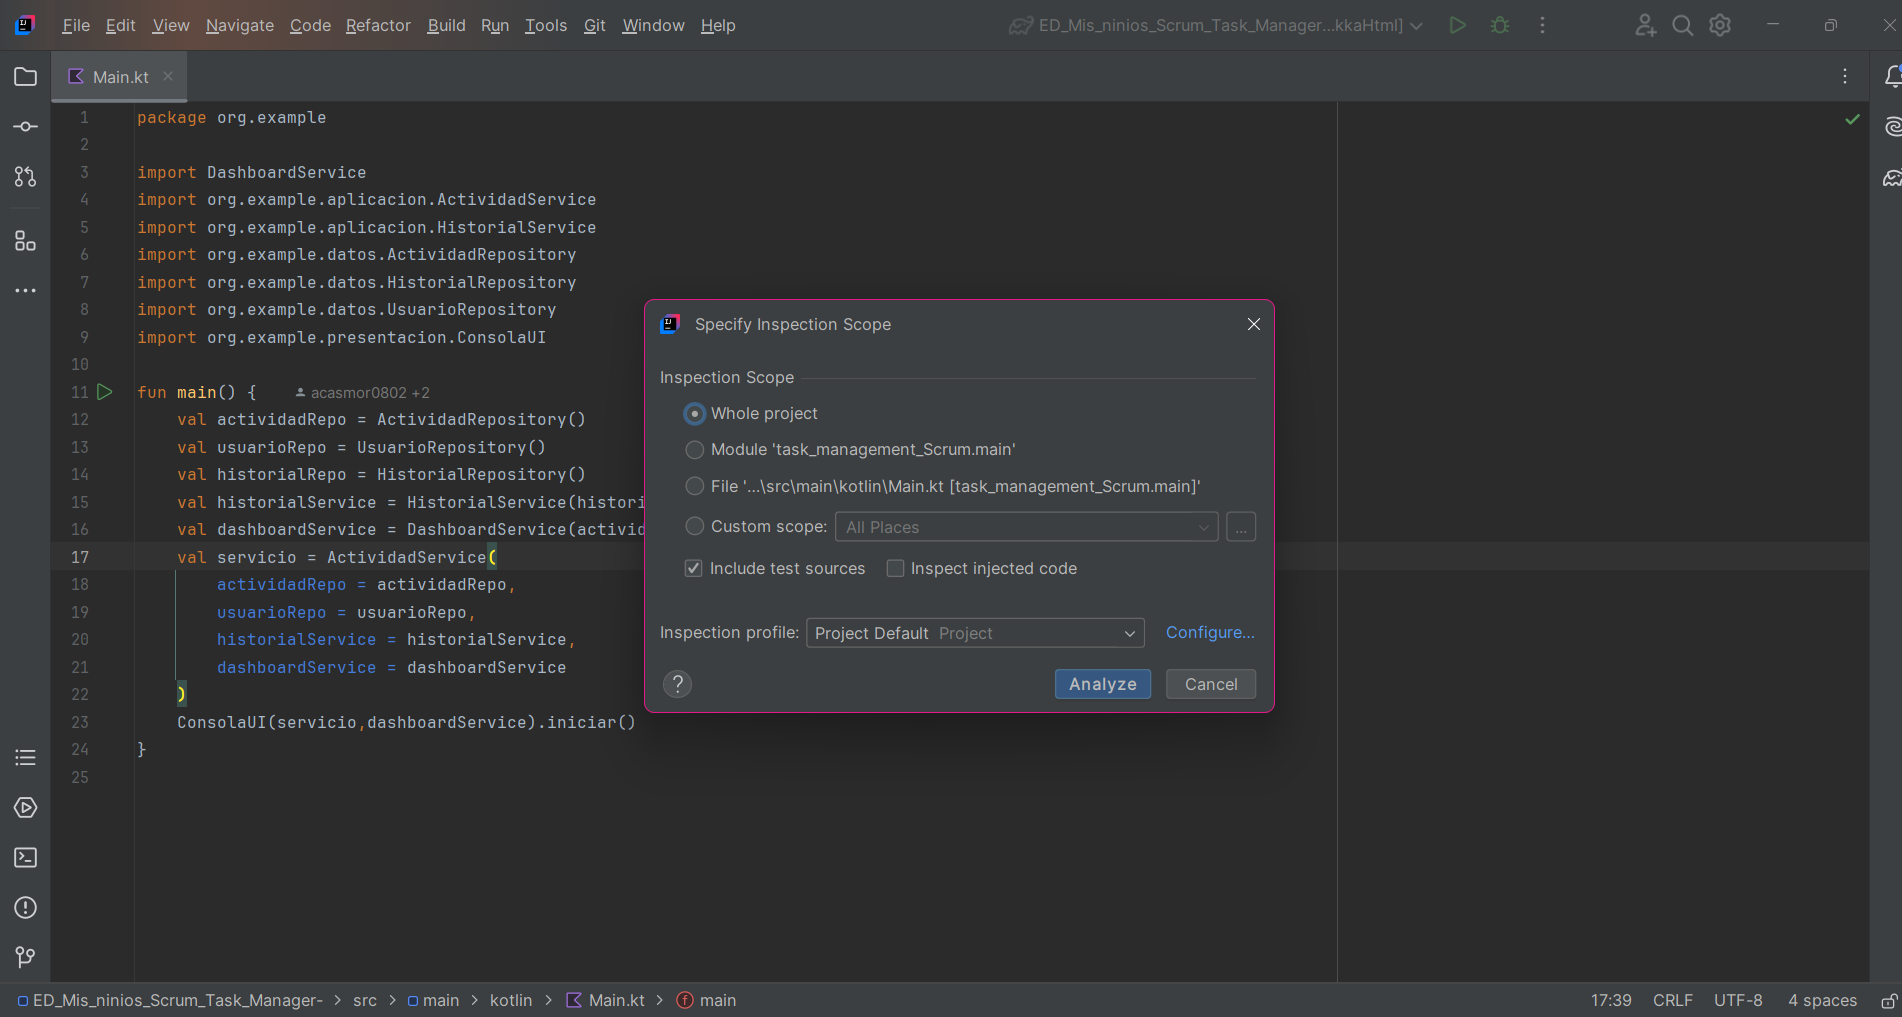 File Edit View Navigate Code Refactor Build Run Tools Git Window Help
ED_Mis_ninios_Scrum_Task_Manager...kkaHtml]
Main.kt
1 package org.example
2
3 import DashboardService
4 import org.example.aplicacion.ActividadService
5 import org.example.aplicacion.HistorialService
6 import org.example.datos.ActividadRepository
7 import org.example.datos.HistorialRepository
8 import org.example.datos.UsuarioRepository
9 import org.example.presentacion.ConsolaUI
10
11 fun main() { acasmor0802 +2
12 val actividadRepo = ActividadRepository()
13 val usuarioRepo = UsuarioRepository()
14 val historialRepo = HistorialRepository()
15 val historialService = HistorialService(histori
16 val dashboardService = DashboardService(activid
17 val servicio = ActividadService(
18 actividadRepo = actividadRepo,
19 usuarioRepo = usuarioRepo,
20 historialService = historialService,
21 dashboardService = dashboardService
22 )
23 ConsolaUI(servicio,dashboardService).iniciar()
24 }
25
Specify Inspection Scope
Inspection Scope
Whole project
Module 'task_management_Scrum.main'
File '...\src\main\kotlin\Main.kt [task_management_Scrum.main]'
Custom scope: All Places ...
Include test sources Inspect injected code
Inspection profile: Project Default Project Configure...
? Analyze Cancel
ED_Mis_ninios_Scrum_Task_Manager- > src > main > kotlin > Main.kt > main
17:39 CRLF UTF-8 4 spaces